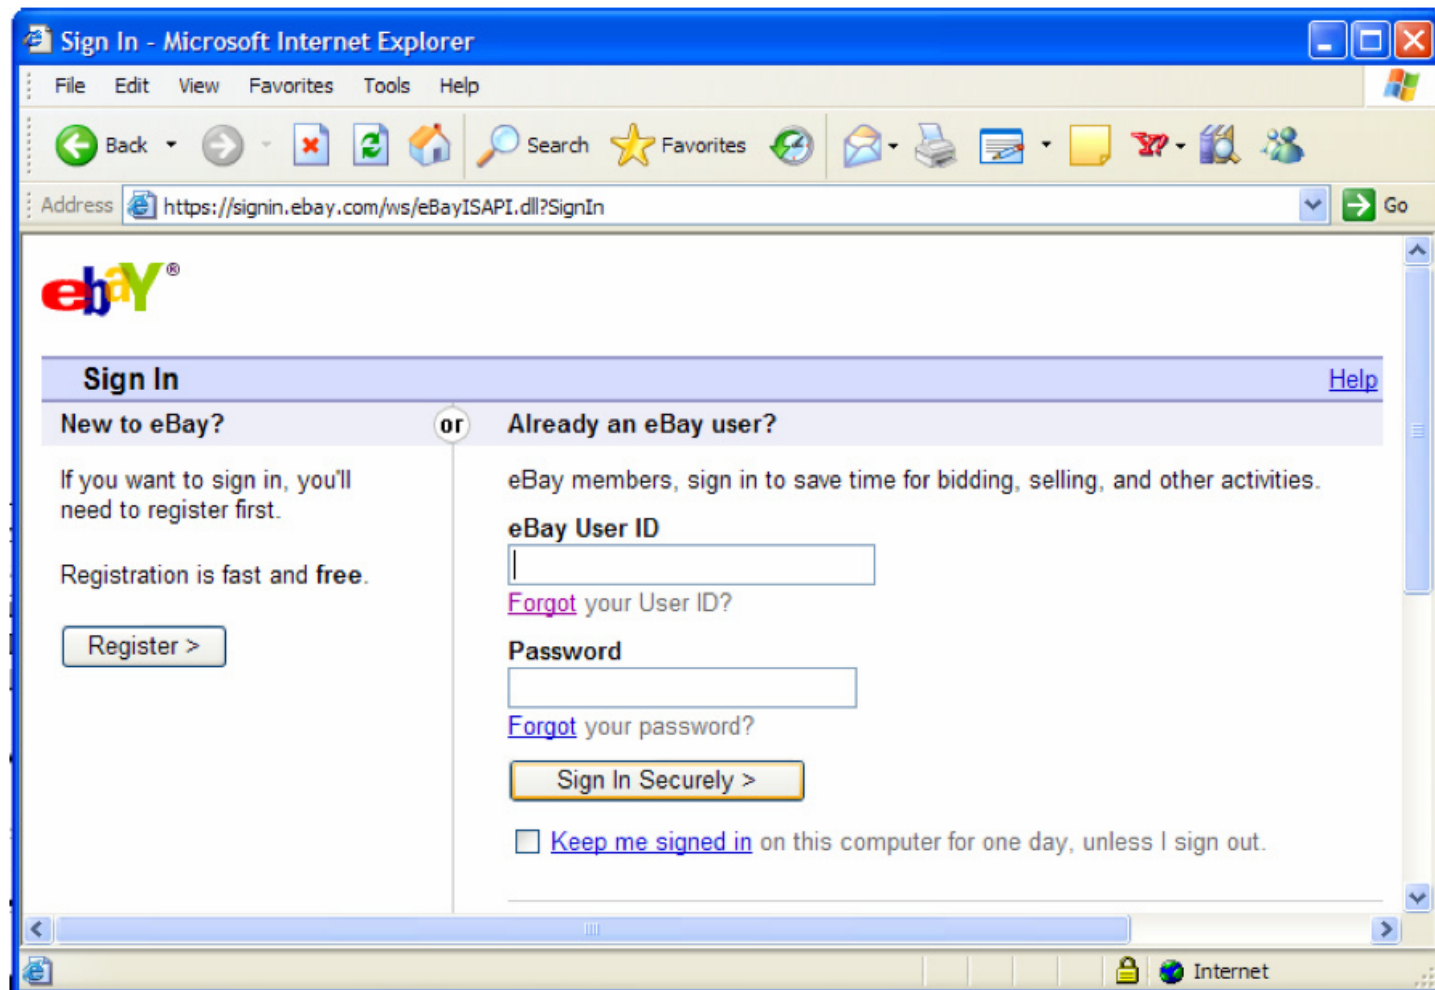 Sign In - Microsoft Internet Explorer
File Edit View Favorites Tools Help
Back Search Favorites
Address https://signin.ebay.com/ws/eBayISAPI.dll?SignIn Go
ebaY®
Sign In Help
New to eBay? or Already an eBay user?
If you want to sign in, you'll
need to register first.
Registration is fast and free.
Register >
eBay members, sign in to save time for bidding, selling, and other activities.
eBay User ID
Forgot your User ID?
Password
Forgot your password?
Sign In Securely >
Keep me signed in on this computer for one day, unless I sign out.
Internet